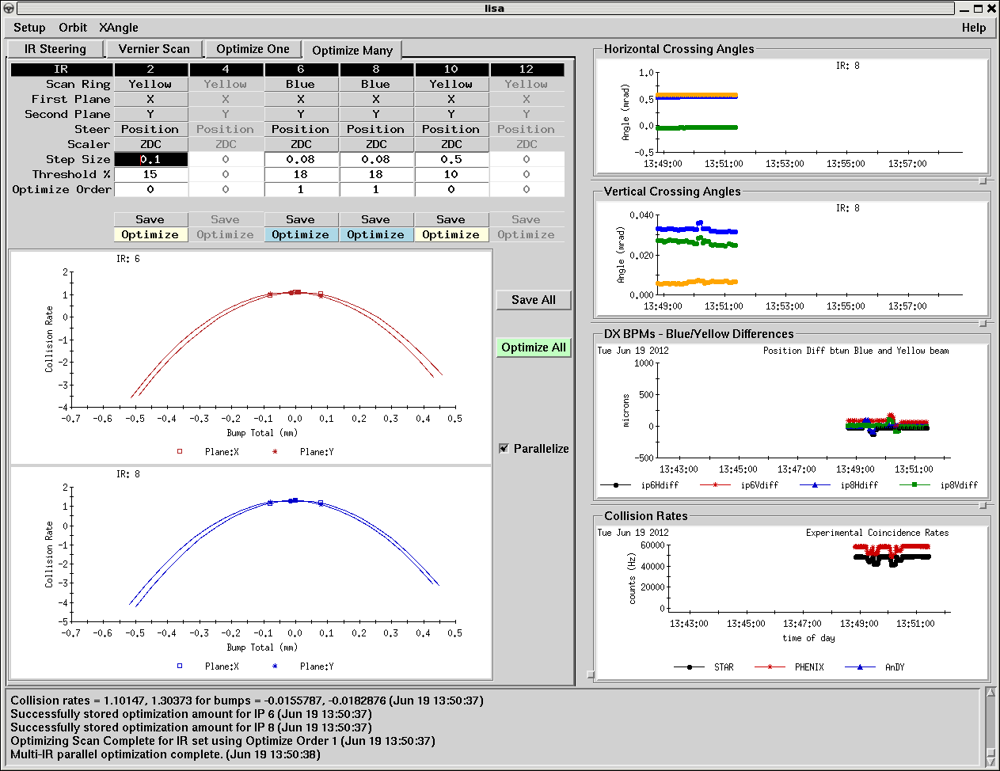 lisa
Setup Orbit XAngle Help
IR Steering Vernier Scan Optimize One Optimize Many
IR 2 4 6 8 10 12
Scan Ring Yellow Yellow Blue Blue Yellow Yellow
First Plane X X X X X X
Second Plane Y Y Y Y Y Y
Steer Position Position Position Position Position Position
Scaler ZDC ZDC ZDC ZDC ZDC ZDC
Step Size 0.1 0 0.08 0.08 0.5 0
Threshold % 15 0 18 18 10 0
Optimize Order 0 0 1 1 0 0
Save Save Save Save Save Save
Optimize Optimize Optimize Optimize Optimize Optimize
IR: 6
2
1
0
-1
-2
-3
-4
Collision Rate
-0.7 -0.6 -0.5 -0.4 -0.3 -0.2 -0.1 0.0 0.1 0.2 0.3 0.4 0.5
Bump Total (mm)
Plane:X Plane:Y
IR: 8
2
1
0
-1
-2
-3
-4
-5
Collision Rate
-0.7 -0.6 -0.5 -0.4 -0.3 -0.2 -0.1 0.0 0.1 0.2 0.3 0.4 0.5
Bump Total (mm)
Plane:X Plane:Y
Save All
Optimize All
Parallelize
Horizontal Crossing Angles
IR: 8
1.0
0.5
0.0
-0.5
Angle (mrad)
13:49:00 13:51:00 13:53:00 13:55:00 13:57:00
Vertical Crossing Angles
IR: 8
0.040
0.020
0.000
Angle (mrad)
13:49:00 13:51:00 13:53:00 13:55:00 13:57:00
DX BPMs - Blue/Yellow Differences
Tue Jun 19 2012 Position Diff btwn Blue and Yellow beam
1000
500
0
-500
microns
13:43:00 13:45:00 13:47:00 13:49:00 13:51:00
ip6Hdiff ip6Vdiff ip8Hdiff ip8Vdiff
Collision Rates
Tue Jun 19 2012 Experimental Coincidence Rates
60000
40000
20000
0
counts (Hz)
13:43:00 13:45:00 13:47:00 13:49:00 13:51:00
time of day
STAR PHENIX AnDY
Collision rates = 1.10147, 1.30373 for bumps = -0.0155787, -0.0182876 (Jun 19 13:50:37)
Successfully stored optimization amount for IP 6 (Jun 19 13:50:37)
Successfully stored optimization amount for IP 8 (Jun 19 13:50:37)
Optimizing Scan Complete for IR set using Optimize Order 1 (Jun 19 13:50:37)
Multi-IR parallel optimization complete. (Jun 19 13:50:38)